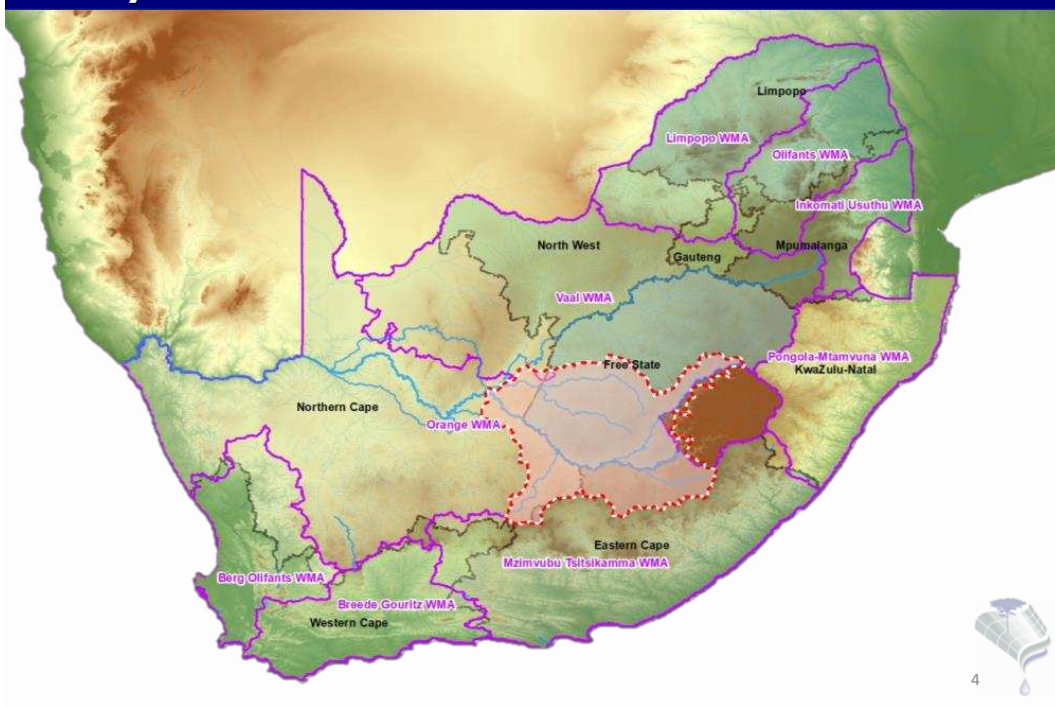 Limpopo
Limpopo WMA
Olifants WMA
Inkomati Usuthu WMA
North West
Mpumalanga
Gauteng
Vaal WMA
Pongola-Mtamvuna WMA
Free State
KwaZulu-Natal
Northern Cape
Orange WMA
Eastern Cape
Mzimvubu Tsitsikamma WMA
Berg Olifants WMA
Breede Gouritz WMA
Western Cape
4